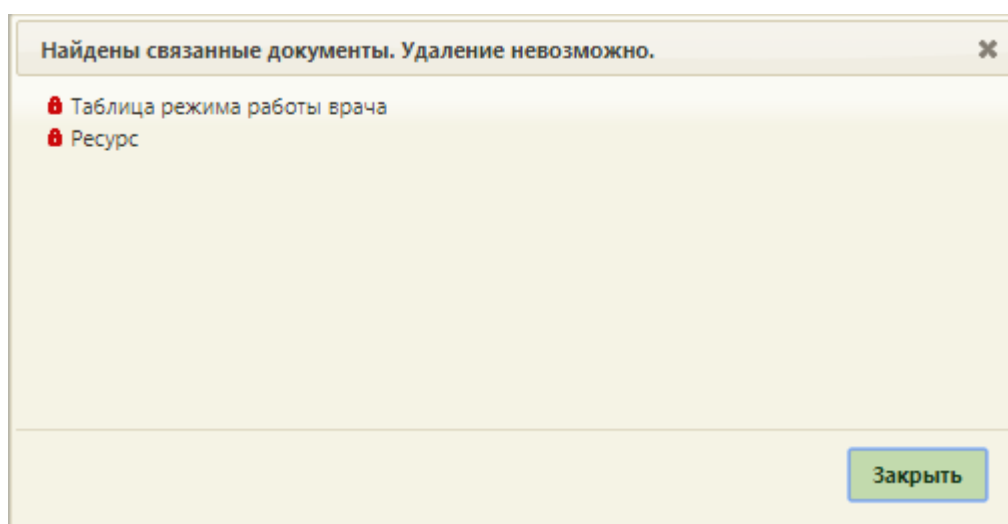 Найдены связанные документы. Удаление невозможно.
Таблица режима работы врача
Ресурс
Закрыть